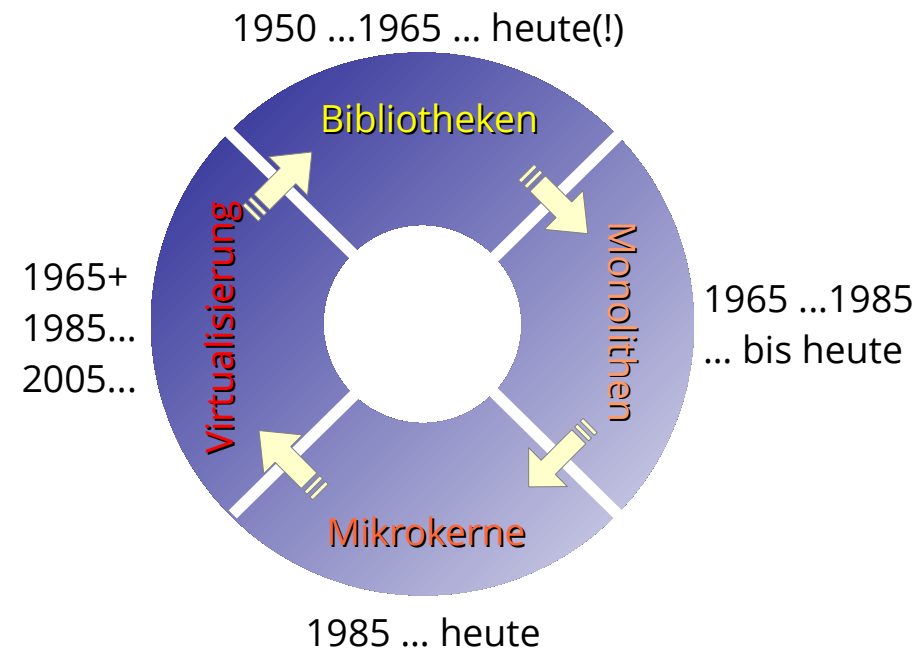 1950 ...1965 ... heute(!)
Bibliotheken
Monolithen
1965 ...1985
... bis heute
Mikrokerne
1985 ... heute
Virtualisierung
1965+
1985...
2005...